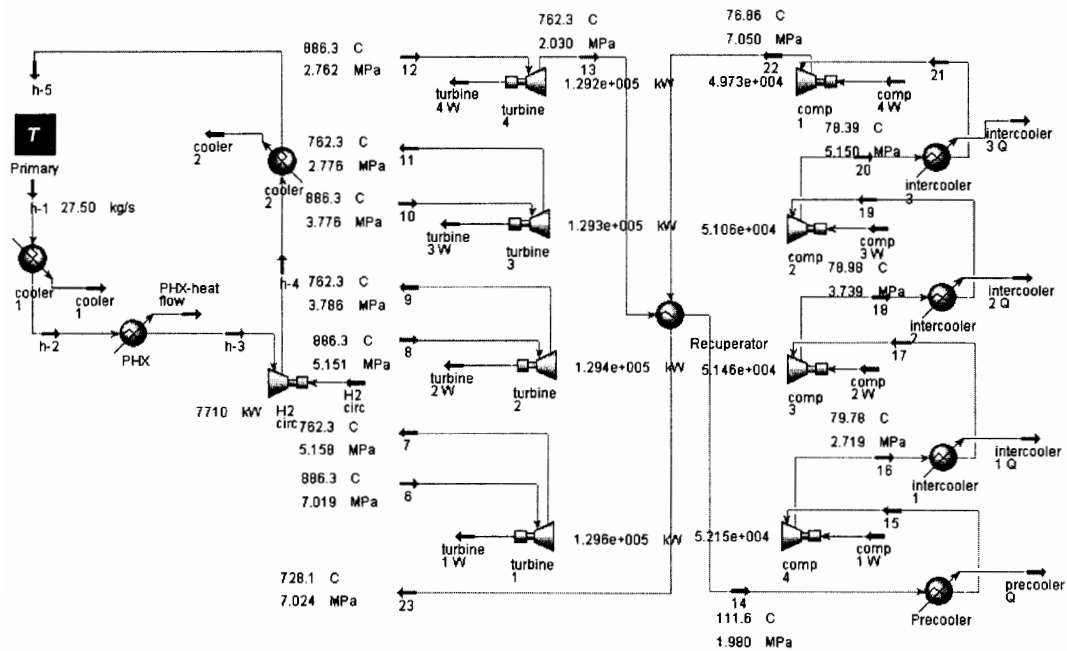 h-5
T
Primary
h-1 27.50 kg/s
cooler
1
cooler
1
h-2
PHX-heat
flow
PHX
h-3
cooler
2
cooler
2
h-4
7710 kW
H2
circ
H2
circ
886.3 C
2.762 MPa
12
turbine
4 W
turbine
4
762.3 C
2.030 MPa
13
1.292e+005 kW
762.3 C
2.776 MPa
11
886.3 C
3.776 MPa
10
turbine
3 W
turbine
3
1.293e+005 kW
762.3 C
3.786 MPa
9
886.3 C
5.151 MPa
8
turbine
2 W
turbine
2
1.294e+005 kW
762.3 C
5.158 MPa
7
886.3 C
7.019 MPa
6
turbine
1 W
turbine
1
1.296e+005 kW
728.1 C
7.024 MPa
23
Recuperator
76.86 C
7.050 MPa
22
21
4.973e+004
comp
1
comp
4 W
78.39 C
5.150 MPa
20
intercooler
3
intercooler
3 Q
19
5.106e+004
comp
2
comp
3 W
78.98 C
3.739 MPa
18
intercooler
2
intercooler
2 Q
17
5.146e+004
comp
3
comp
2 W
79.78 C
2.719 MPa
16
intercooler
1
intercooler
1 Q
15
5.215e+004
comp
4
comp
1 W
14
111.6 C
1.980 MPa
Precooler
precooler
Q